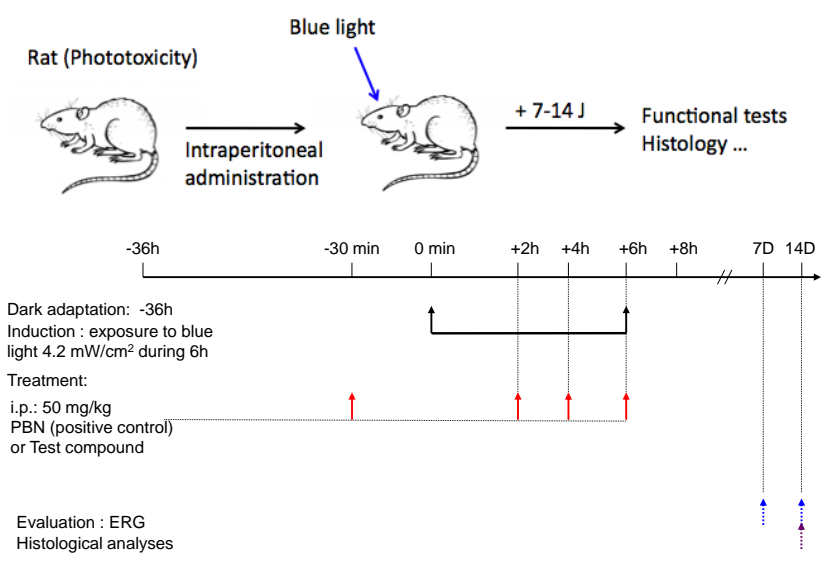 Blue light
Rat (Phototoxicity)
+ 7-14 J
Functional tests
Histology ...
Intraperitoneal
administration
-36h
-30 min
0 min
+2h
+4h
+6h
+8h
7D
14D
Dark adaptation: -36h
Induction : exposure to blue
light 4.2 mW/cm² during 6h
Treatment:
i.p.: 50 mg/kg
PBN (positive control)
or Test compound
Evaluation : ERG
Histological analyses